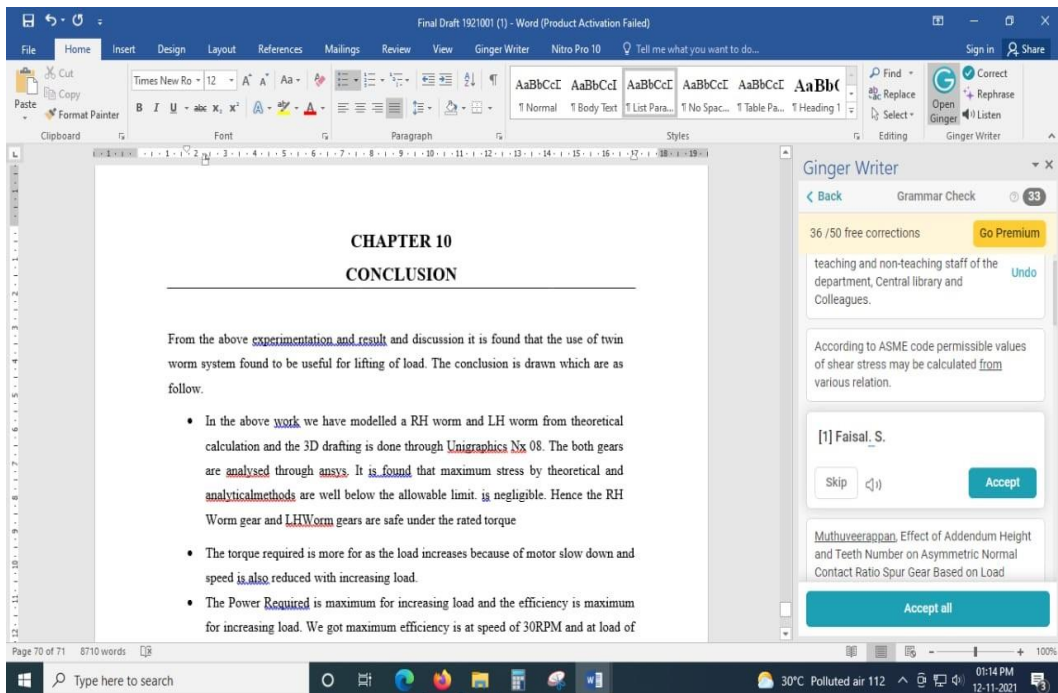 Final Draft 1921001 (1) - Word (Product Activation Failed)
File Home Insert Design Layout References Mailings Review View Ginger Writer Nitro Pro 10 Tell me what you want to do... Sign in Share
Cut
Copy
Format Painter
Paste
Times New Ro 12
AaBbCcI AaBbCcI AaBbCcI AaBbCcI AaBbCcI AaBb(
¶ Normal ¶ Body Text ¶ List Para... ¶ No Spac... ¶ Table Pa... ¶ Heading 1
Find
Replace
Select
Open Ginger
Correct
Rephrase
Listen
Clipboard Font Paragraph Styles Editing Ginger Writer
CHAPTER 10
CONCLUSION
From the above experimentation and result and discussion it is found that the use of twin
worm system found to be useful for lifting of load. The conclusion is drawn which are as
follow.
• In the above work we have modelled a RH worm and LH worm from theoretical
calculation and the 3D drafting is done through Unigraphics Nx 08. The both gears
are analysed through ansys. It is found that maximum stress by theoretical and
analyticalmethods are well below the allowable limit. is negligible. Hence the RH
Worm gear and LHWorm gears are safe under the rated torque
• The torque required is more for as the load increases because of motor slow down and
speed is also reduced with increasing load.
• The Power Required is maximum for increasing load and the efficiency is maximum
for increasing load. We got maximum efficiency is at speed of 30RPM and at load of
Ginger Writer
Back Grammar Check 33
36 /50 free corrections Go Premium
teaching and non-teaching staff of the
department, Central library and
Colleagues.
Undo
According to ASME code permissible values
of shear stress may be calculated from
various relation.
[1] Faisal. S.
Skip Accept
Muthuveerappan, Effect of Addendum Height
and Teeth Number on Asymmetric Normal
Contact Ratio Spur Gear Based on Load
Accept all
Page 70 of 71 8710 words 100%
Type here to search
30°C Polluted air 112
01:14 PM
12-11-2021